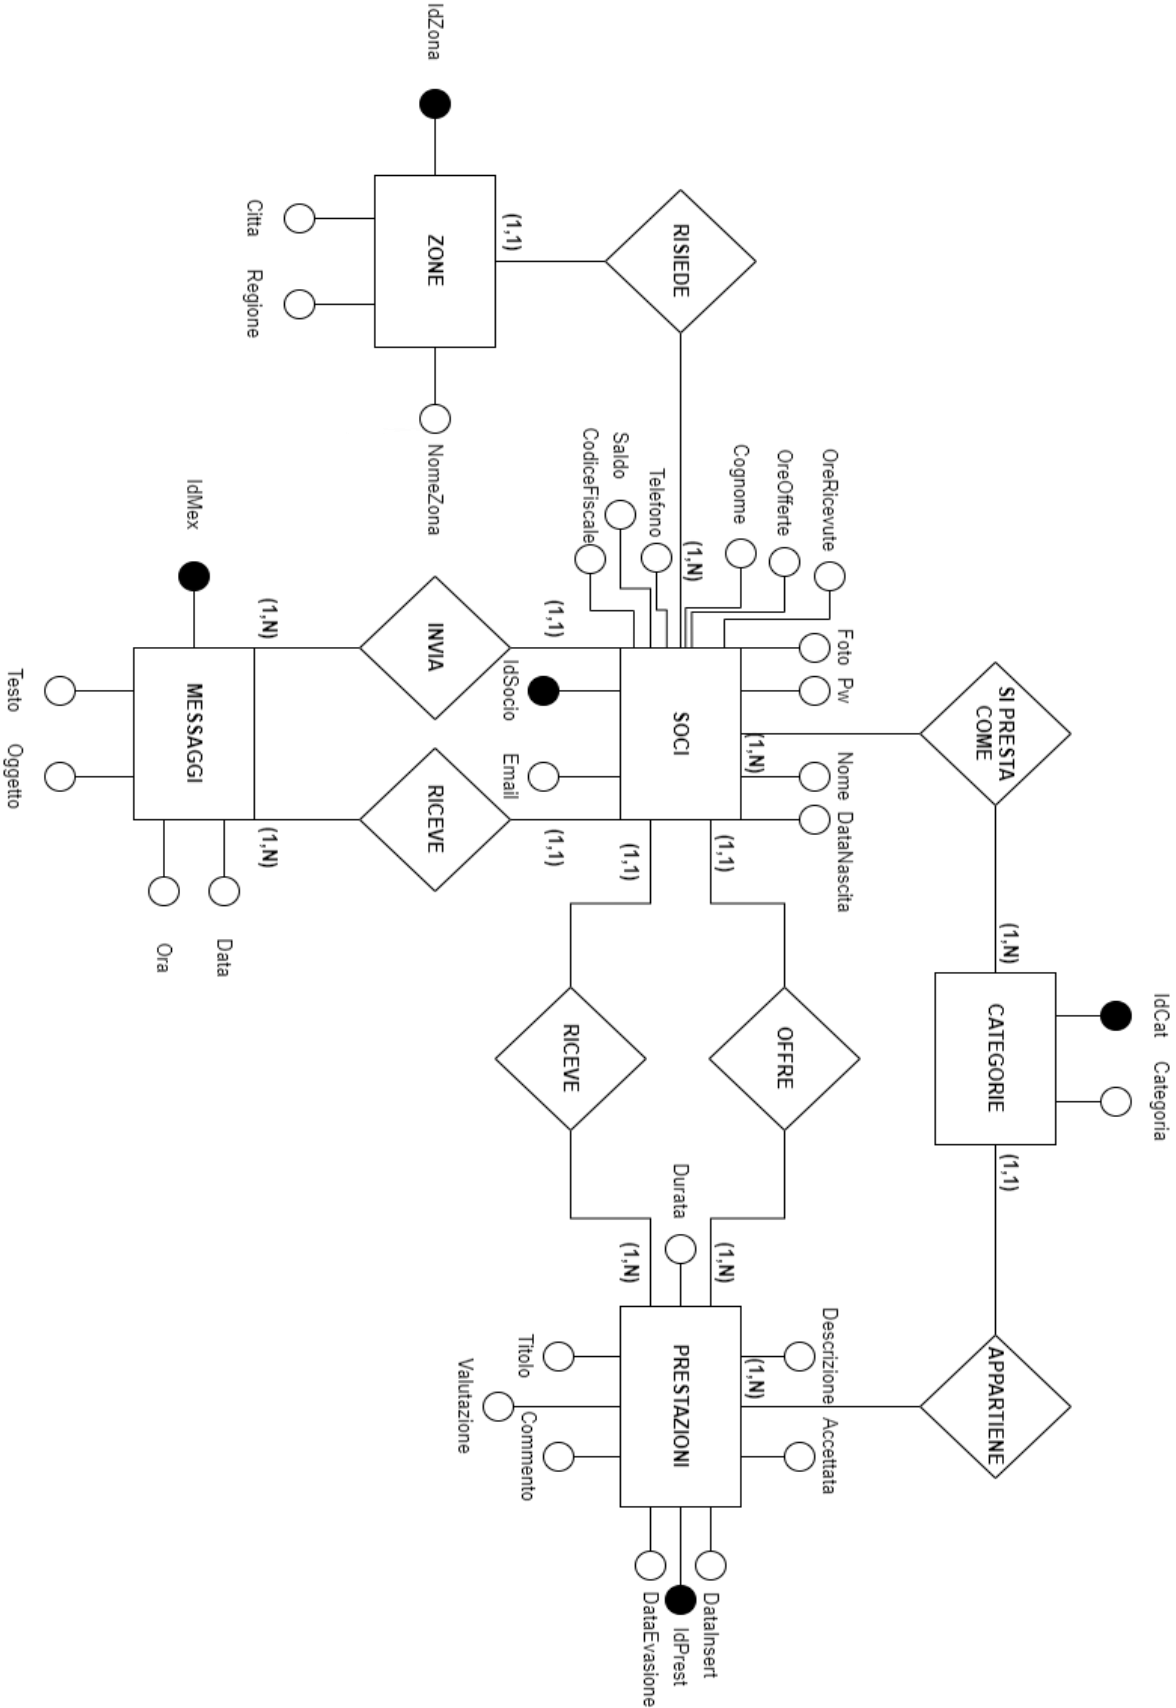 IdZona
ZONE
Citta
Regione
NomeZona
(1,1)
RISIEDE
(1,N)
CodiceFiscale
Saldo
Telefono
Cognome
OreOfferte
OreRicevute
Foto
Pw
Nome
DataNascita
SOCI
IdSocio
Email
(1,1)
INVIA
(1,N)
IdMex
MESSAGGI
Testo
Oggetto
Ora
Data
(1,N)
RICEVE
(1,1)
(1,N)
SI PRESTA
COME
(1,N)
CATEGORIE
IdCat
Categoria
(1,1)
APPARTIENE
(1,N)
(1,1)
RICEVE
(1,N)
(1,1)
OFFRE
(1,N)
Durata
PRESTAZIONI
Descrizione
Accettata
Titolo
Valutazione
Commento
DataInsert
IdPrest
DataEvasione